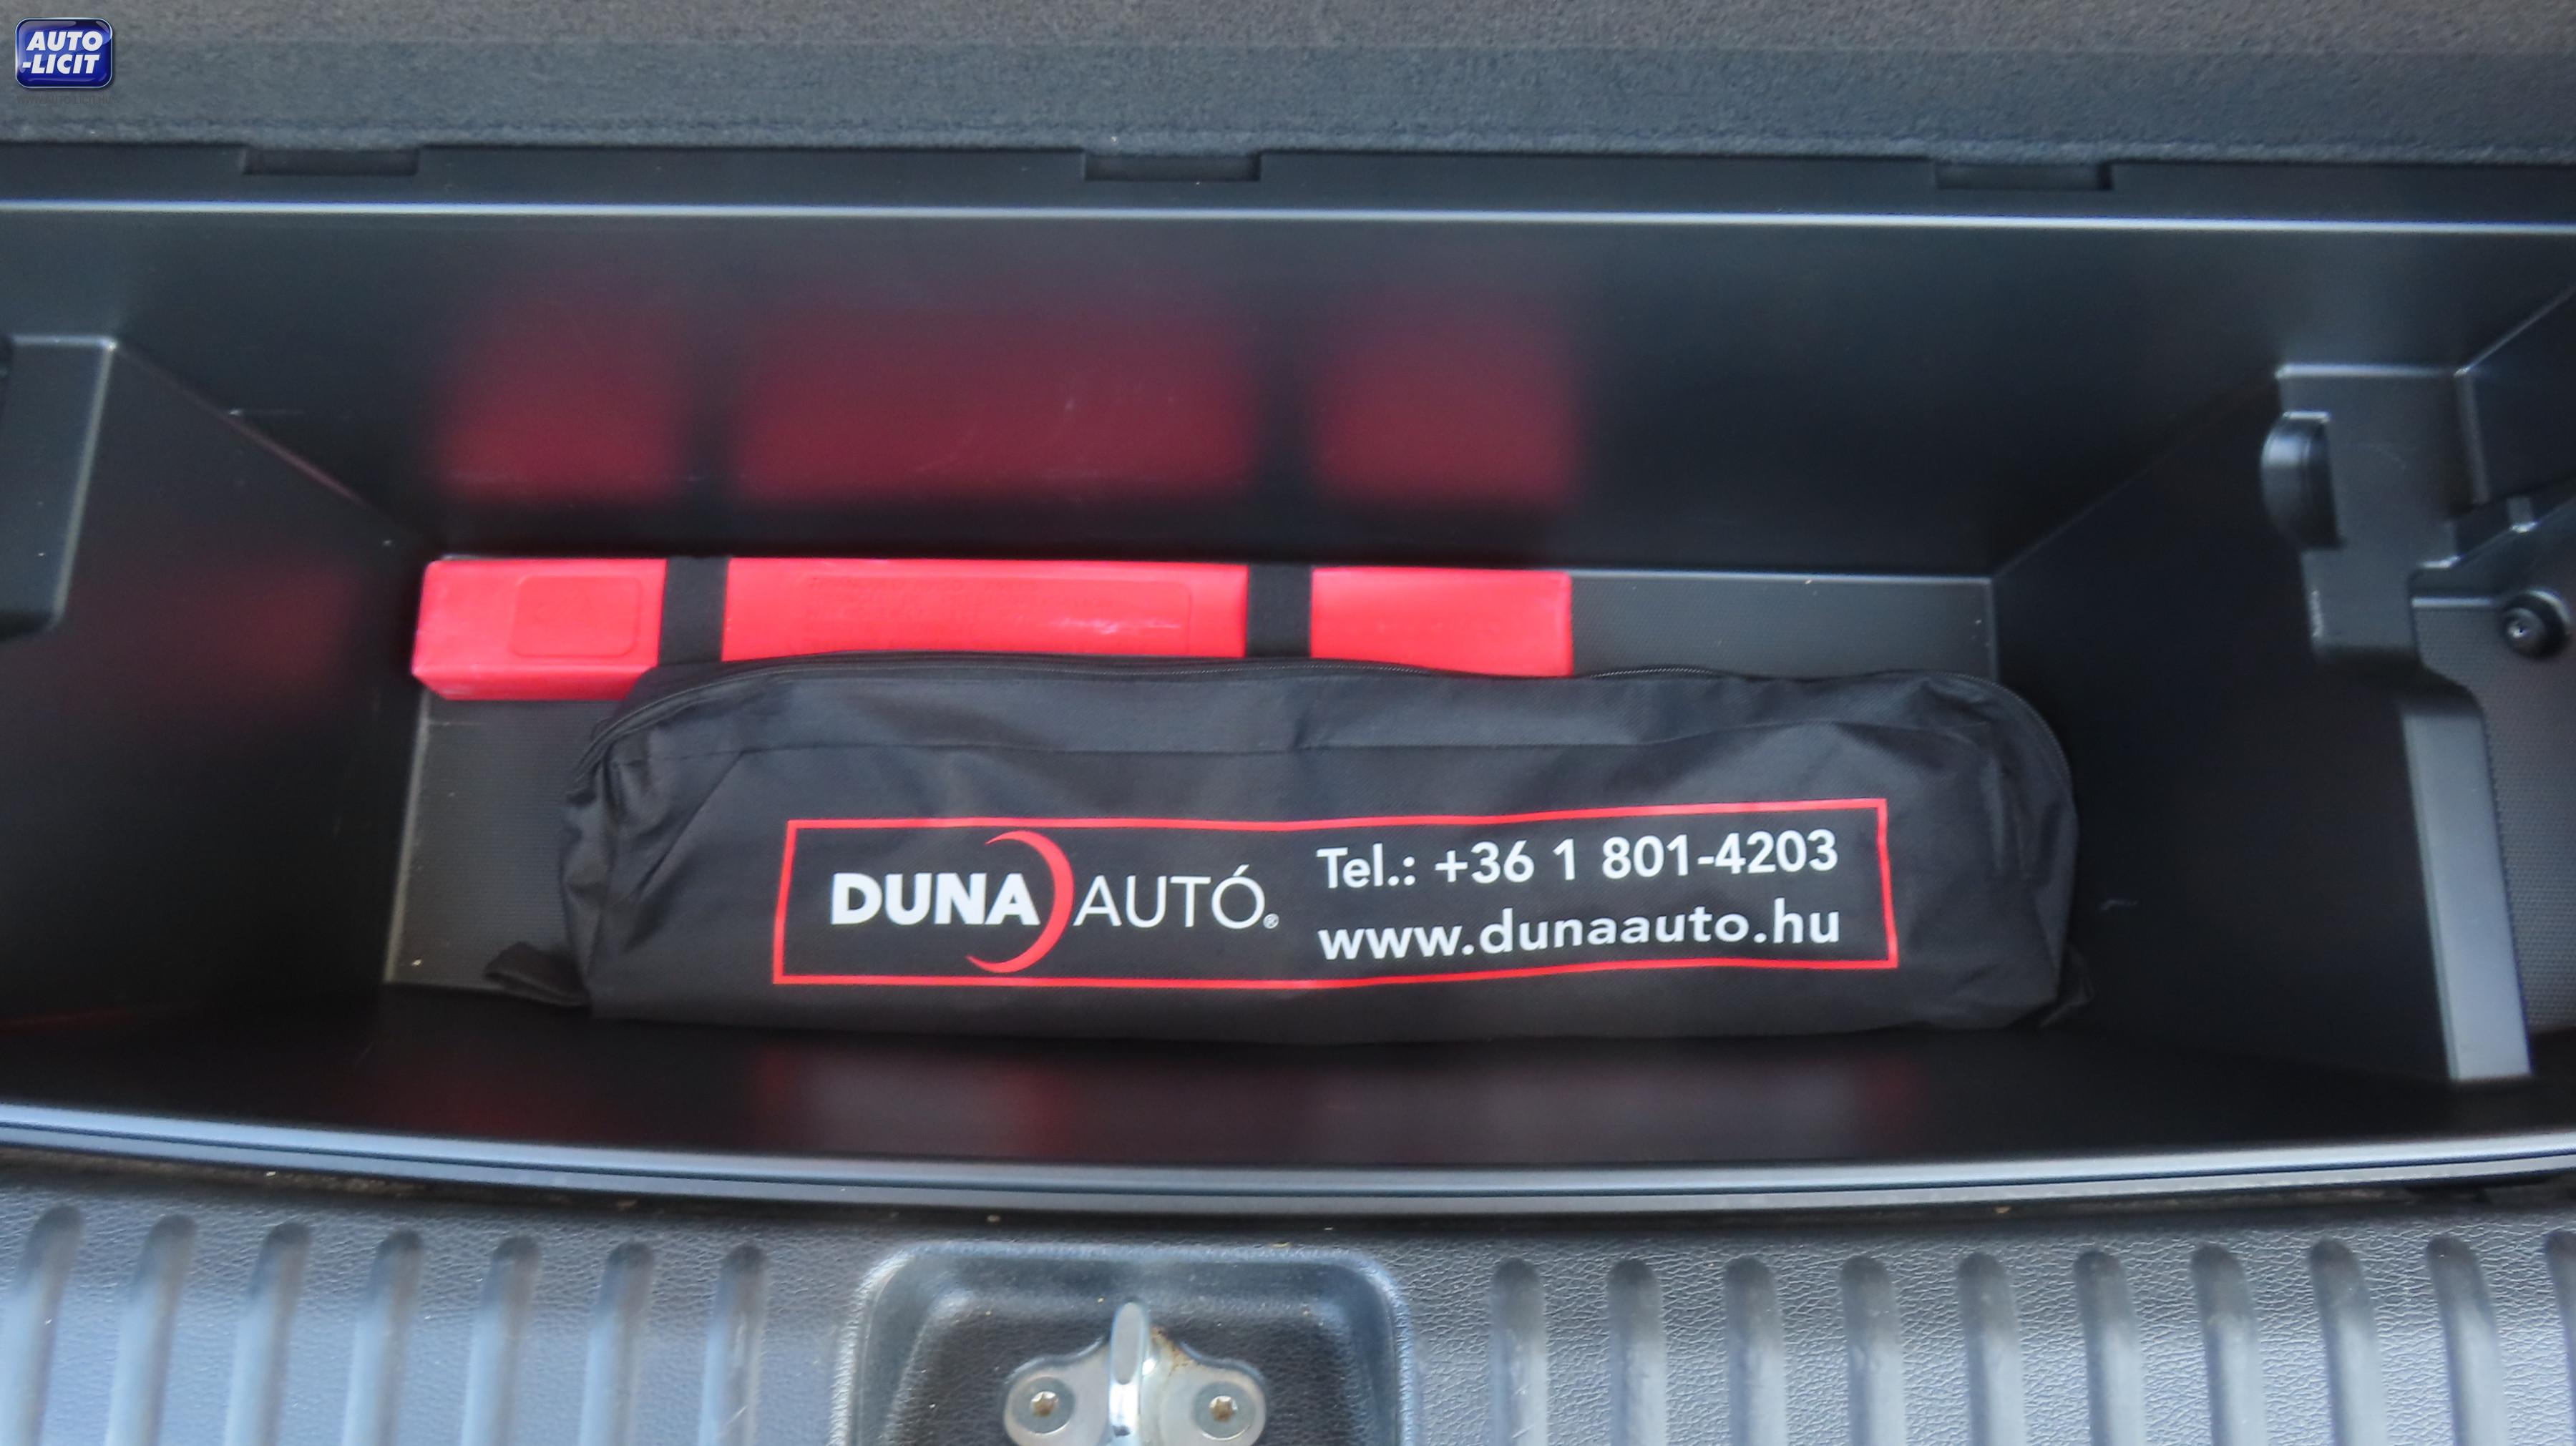 AUTO
-LICIT
DUNA AUTÓ®
Tel.: +36 1 801-4203
www.dunaauto.hu